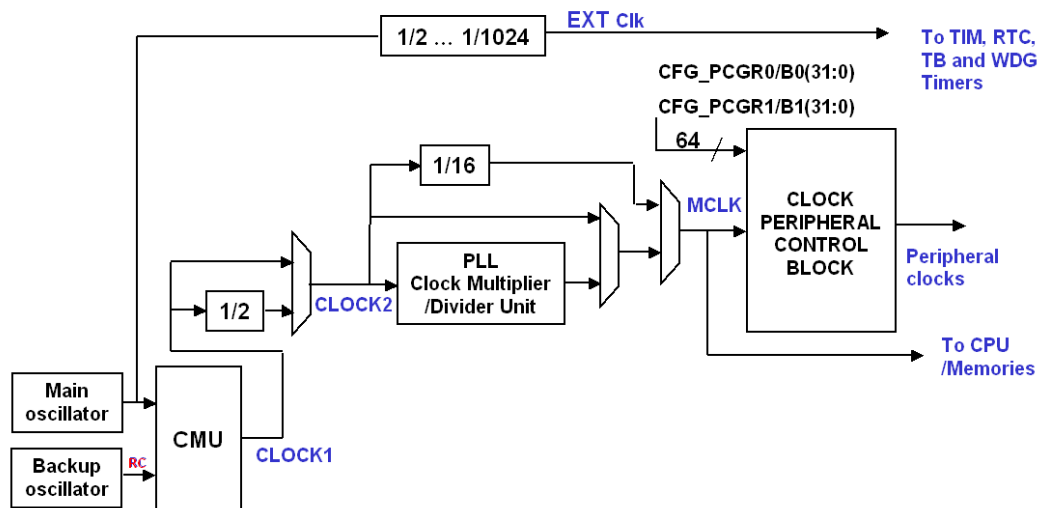 1/2 ... 1/1024
EXT Clk
To TIM, RTC,
TB and WDG
Timers
CFG_PCGR0/B0(31:0)
CFG_PCGR1/B1(31:0)
64
1/16
MCLK
CLOCK
PERIPHERAL
CONTROL
BLOCK
Peripheral
clocks
PLL
Clock Multiplier
/Divider Unit
CLOCK2
1/2
To CPU
/Memories
Main
oscillator
CMU
CLOCK1
RC
Backup
oscillator